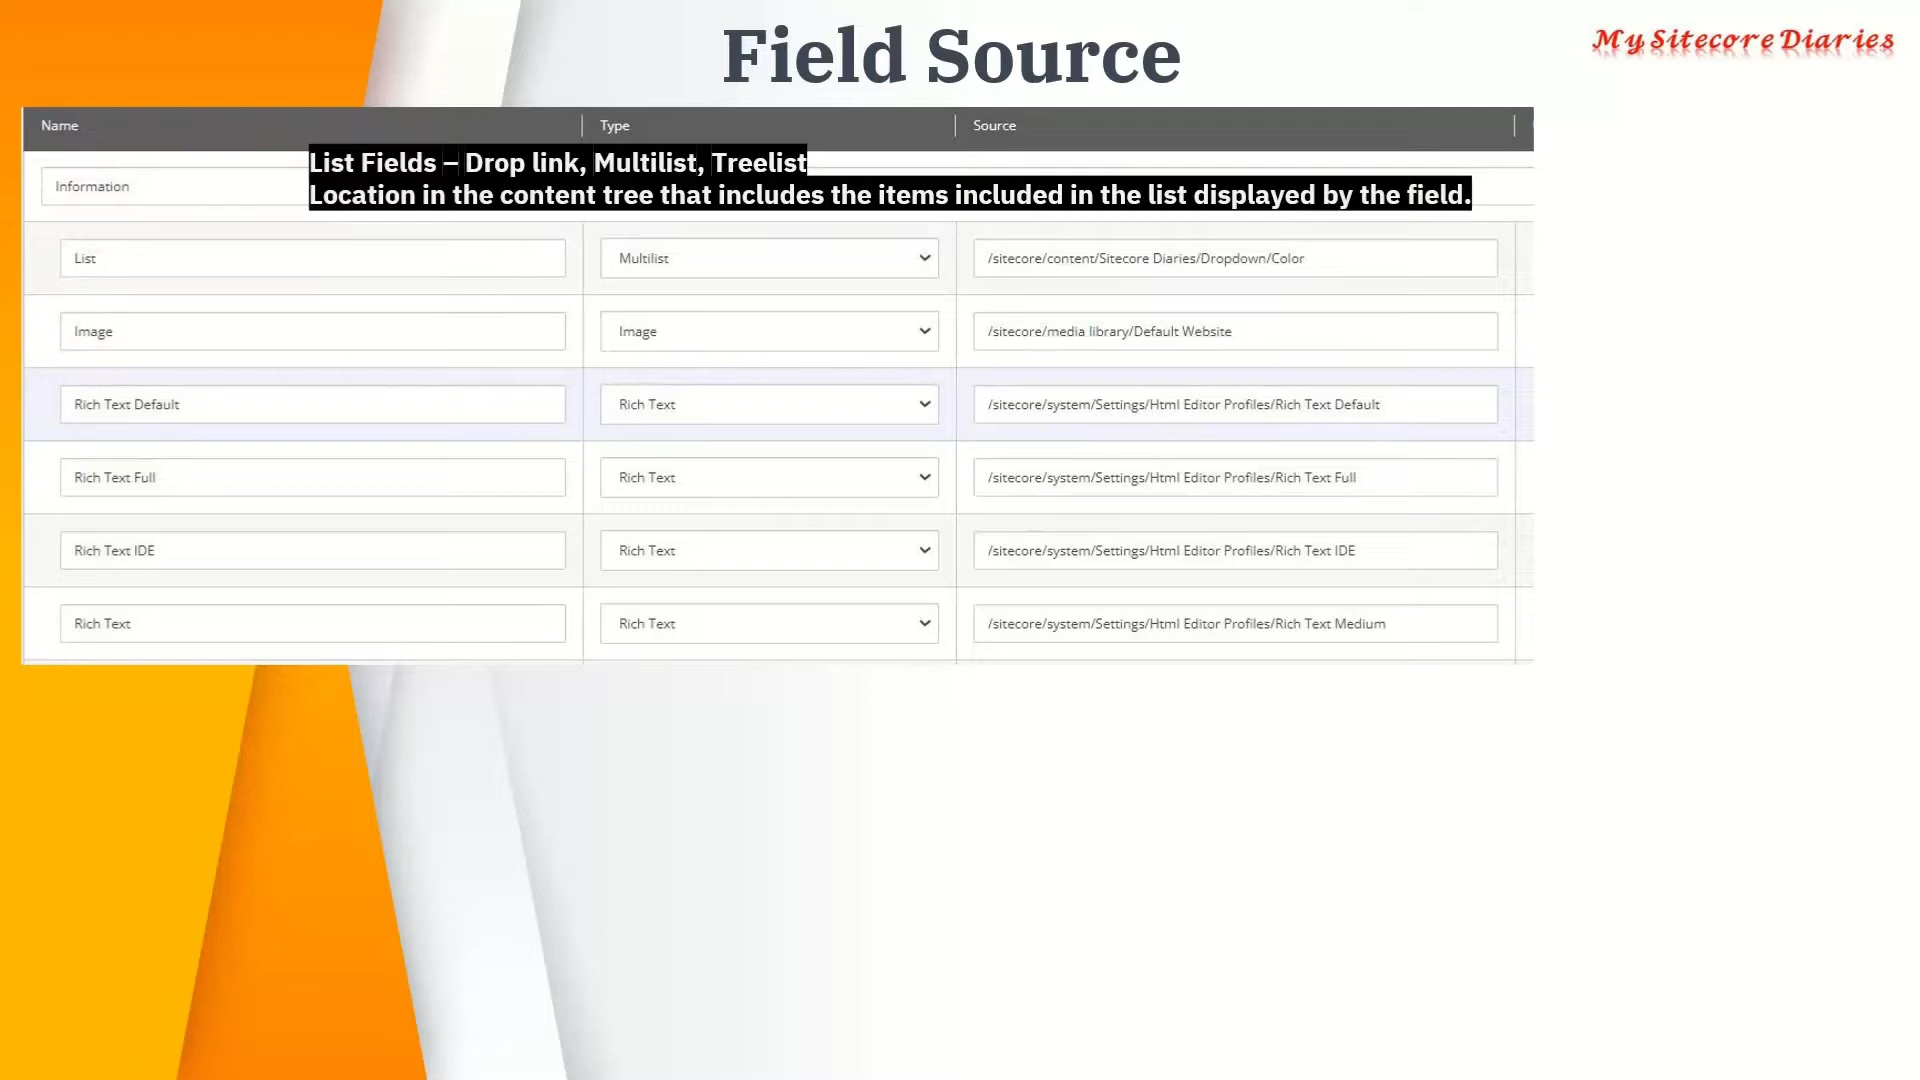 Field Source
My Sitecore Diaries
Name Type Source
List Fields – Drop link, Multilist, Treelist
Information
Location in the content tree that includes the items included in the list displayed by the field.
List Multilist /sitecore/content/Sitecore Diaries/Dropdown/Color
Image Image /sitecore/media library/Default Website
Rich Text Default Rich Text /sitecore/system/Settings/Html Editor Profiles/Rich Text Default
Rich Text Full Rich Text /sitecore/system/Settings/Html Editor Profiles/Rich Text Full
Rich Text IDE Rich Text /sitecore/system/Settings/Html Editor Profiles/Rich Text IDE
Rich Text Rich Text /sitecore/system/Settings/Html Editor Profiles/Rich Text Medium